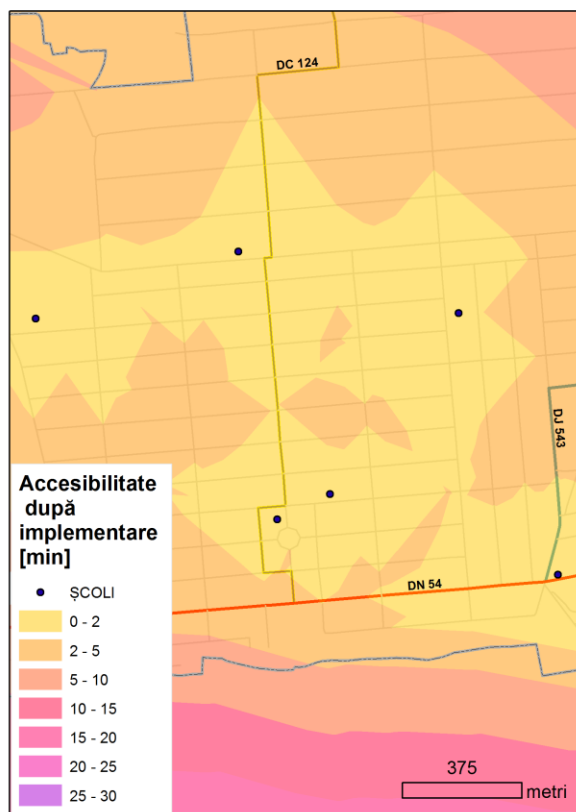 DC 124
DJ 543
DN 54
Accesibilitate
după
implementare
[min]
ȘCOLI
0 - 2
2 - 5
5 - 10
10 - 15
15 - 20
20 - 25
25 - 30
375
metri